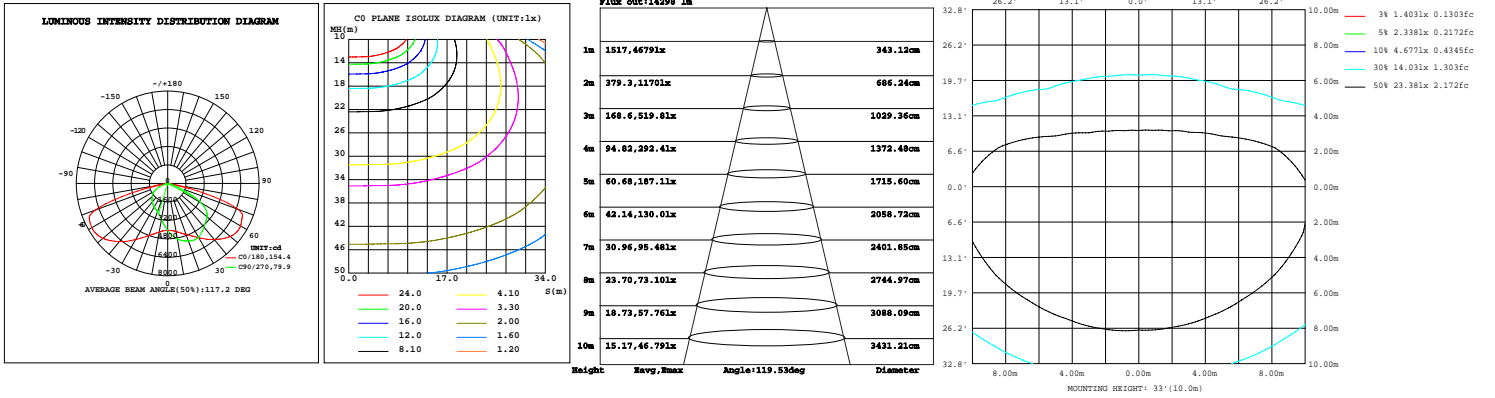 LUMINOUS INTENSITY DISTRIBUTION DIAGRAM
-/+180
-150
150
-120
120
-90
90
60
-30
30
0
0
3200
4800
6400
8000
UNIT:cd
C0/180,154.4
C90/270,79.9
AVERAGE BEAM ANGLE(50%):117.2 DEG
C0 PLANE ISOLUX DIAGRAM (UNIT:lx)
MH(m)
10
14
18
22
26
30
34
38
42
46
50
0.0
17.0
34.0
S(m)
24.0
4.10
20.0
3.30
16.0
2.00
12.0
1.60
8.10
1.20
Flux out:14298 lm
1m 1517,4679lx 343.12cm
2m 379.3,1170lx 686.24cm
3m 168.6,519.8lx 1029.36cm
4m 94.82,292.4lx 1372.48cm
5m 60.68,187.1lx 1715.60cm
6m 42.14,130.0lx 2058.72cm
7m 30.96,95.48lx 2401.85cm
8m 23.70,73.10lx 2744.97cm
9m 18.73,57.76lx 3088.09cm
10m 15.17,46.79lx 3431.21cm
Height Eavg,Emax Angle:119.53deg Diameter
26.2' 13.1' 0.0' 13.1' 26.2'
32.8' 10.00m
26.2' 8.00m
19.7' 6.00m
13.1' 4.00m
6.6' 2.00m
0.0' 0.00m
6.6' 2.00m
13.1' 4.00m
19.7' 6.00m
26.2' 8.00m
32.8' 10.00m
8.00m 4.00m 0.00m 4.00m 8.00m
MOUNTING HEIGHT: 33'(10.0m)
3% 1.403lx 0.1303fc
5% 2.338lx 0.2172fc
10% 4.677lx 0.4345fc
30% 14.03lx 1.303fc
50% 23.38lx 2.172fc